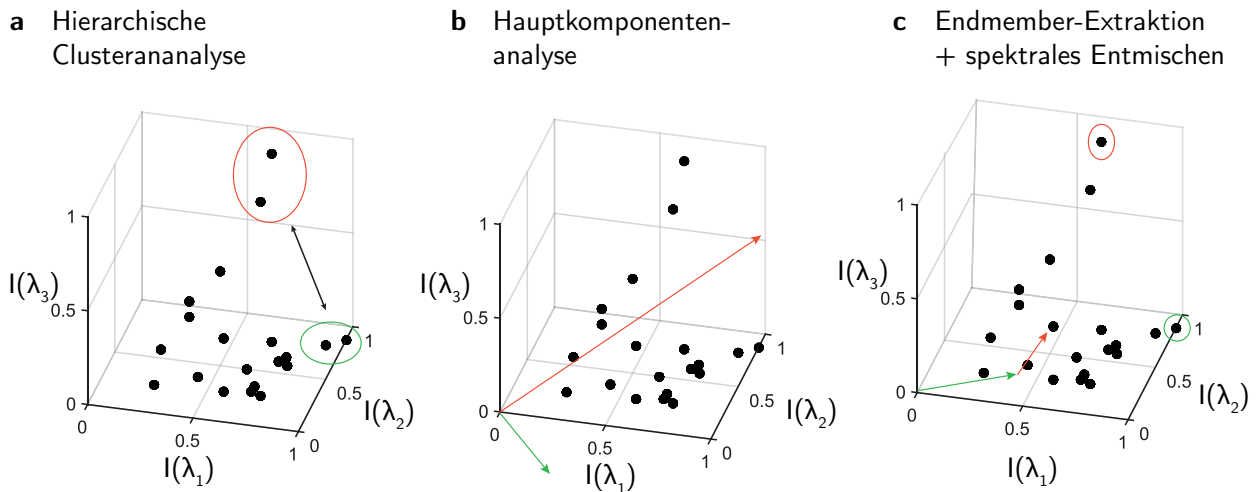 a Hierarchische
Clusterananalyse
1
I(λ₃)
0.5
0
0
0.5
I(λ₁)
1
0
0.5
I(λ₂)
1
b Hauptkomponenten-
analyse
1
I(λ₃)
0.5
0
0
0.5
I(λ₁)
1
0
0.5
I(λ₂)
1
c Endmember-Extraktion
+ spektrales Entmischen
1
I(λ₃)
0.5
0
0
0.5
I(λ₁)
1
0
0.5
I(λ₂)
1